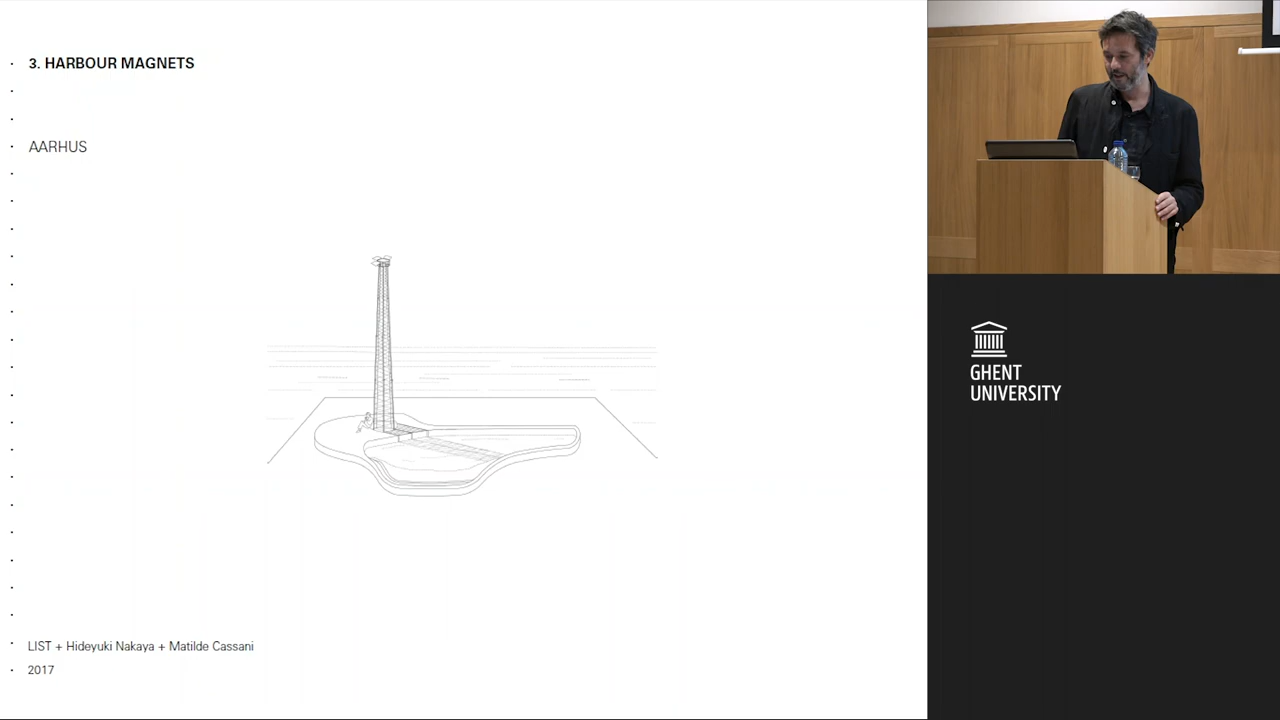 3. HARBOUR MAGNETS
AARHUS
LIST + Hideyuki Nakaya + Matilde Cassani
2017
GHENT
UNIVERSITY